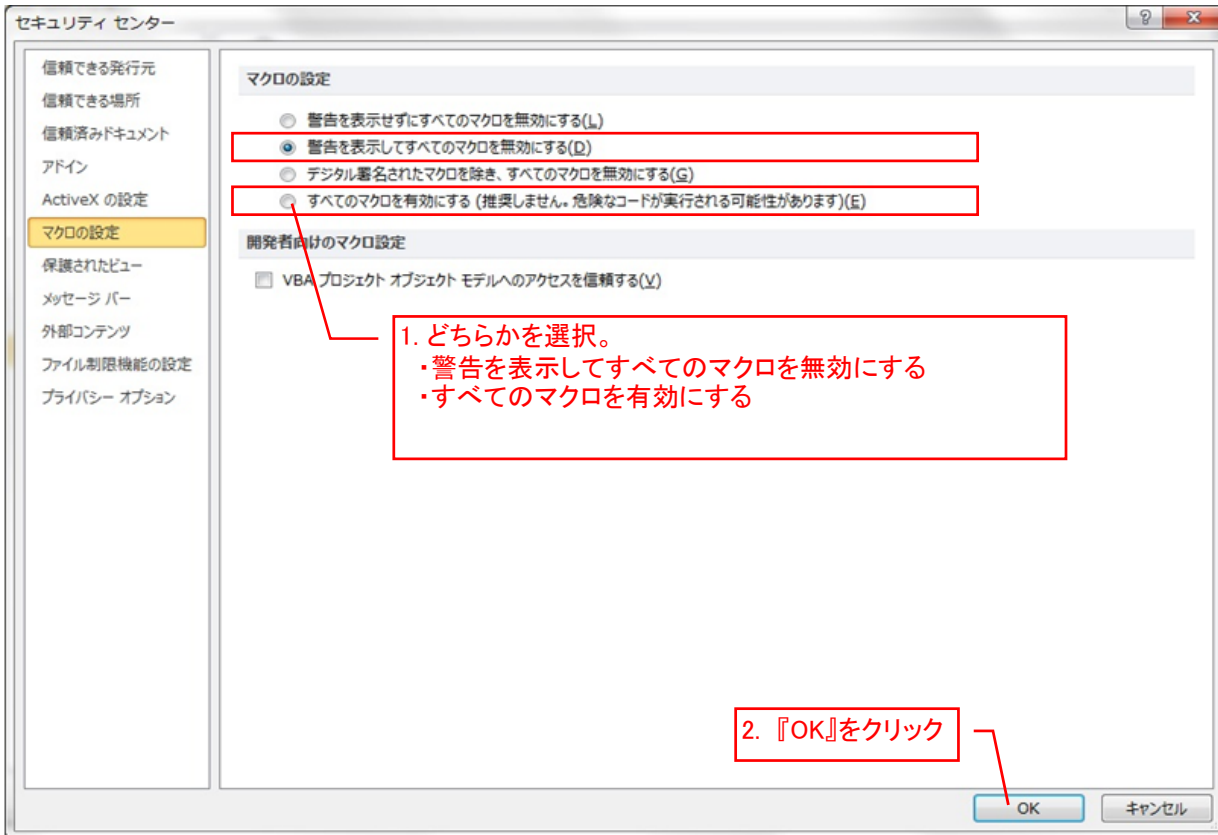 セキュリティ センター
信頼できる発行元
信頼できる場所
信頼済みドキュメント
アドイン
ActiveX の設定
マクロの設定
保護されたビュー
メッセージ バー
外部コンテンツ
ファイル制限機能の設定
プライバシー オプション
マクロの設定
警告を表示せずにすべてのマクロを無効にする(L)
警告を表示してすべてのマクロを無効にする(D)
デジタル署名されたマクロを除き、すべてのマクロを無効にする(G)
すべてのマクロを有効にする (推奨しません。危険なコードが実行される可能性があります)(E)
開発者向けのマクロ設定
VBA プロジェクト オブジェクト モデルへのアクセスを信頼する(V)
1. どちらかを選択。
・警告を表示してすべてのマクロを無効にする
・すべてのマクロを有効にする
2. 『OK』をクリック
OK
キャンセル